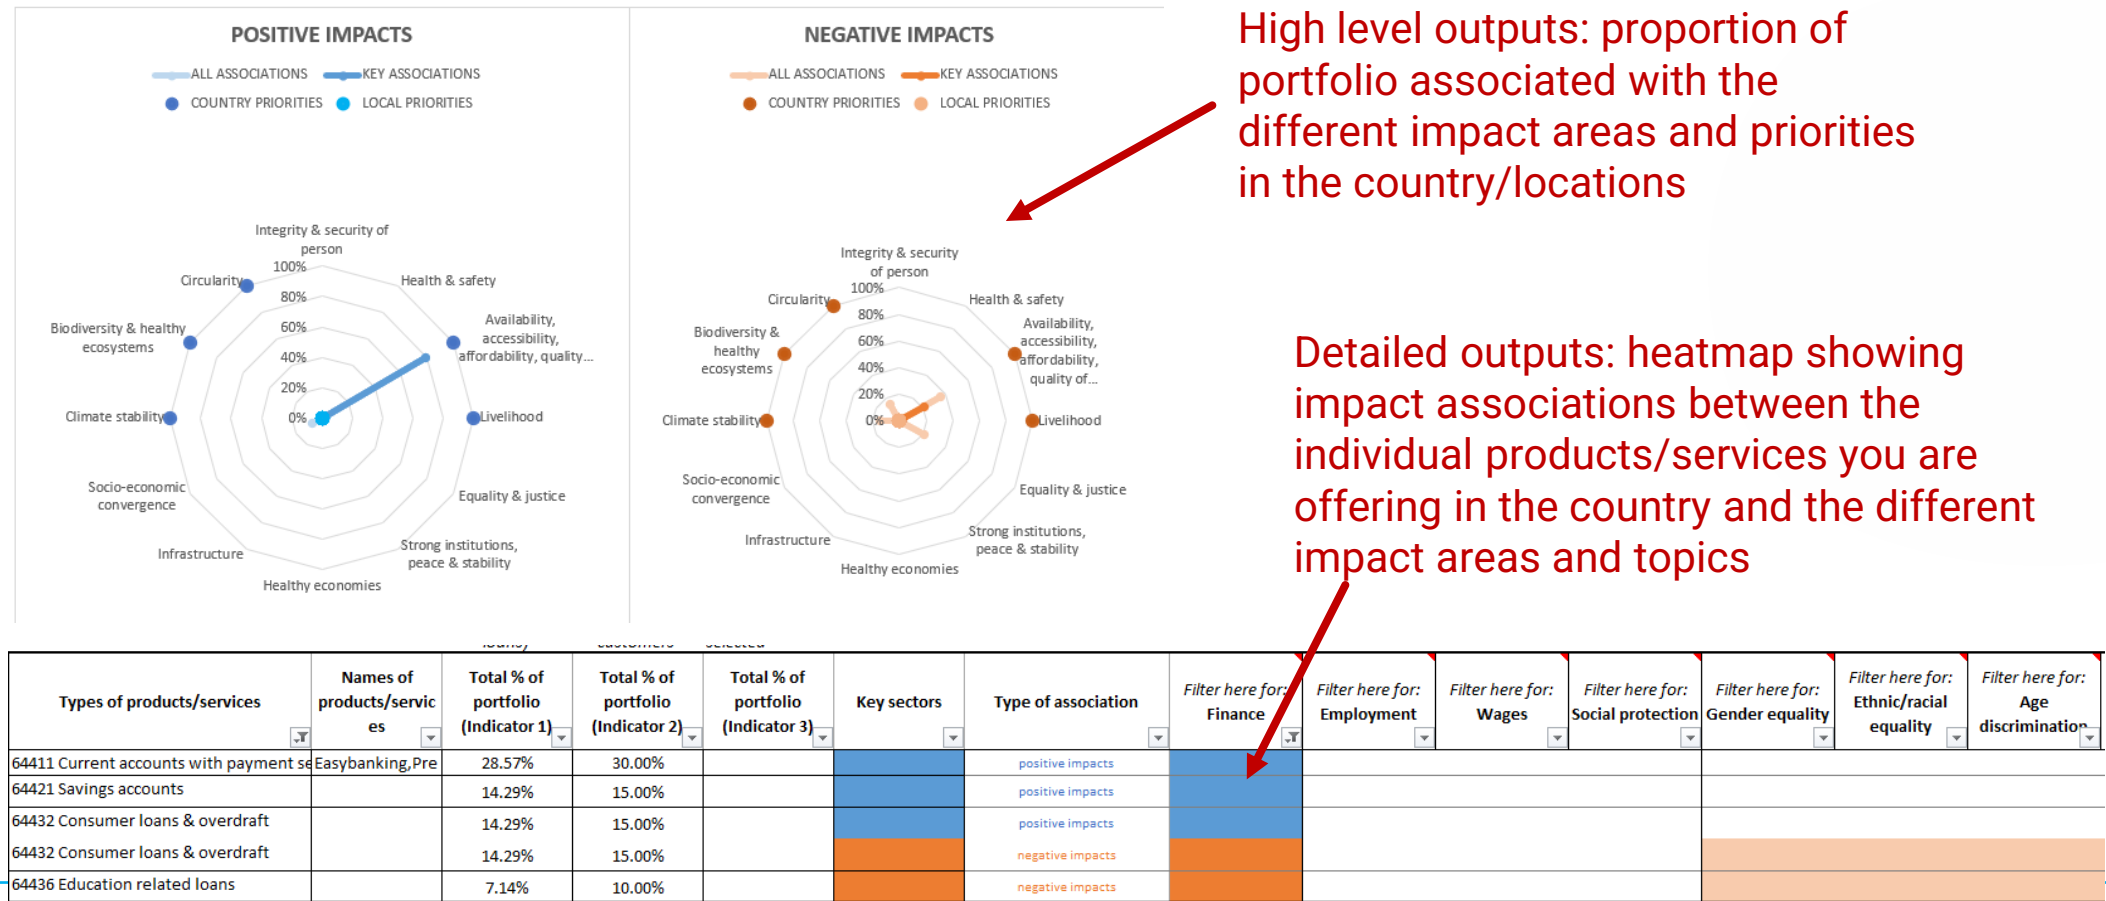 POSITIVE IMPACTS
ALL ASSOCIATIONS
KEY ASSOCIATIONS
COUNTRY PRIORITIES
LOCAL PRIORITIES
Integrity & security of
person
100%
80%
60%
40%
20%
0%
Health & safety
Availability,
accessibility,
affordability, quality...
Livelihood
Equality & justice
Strong institutions,
peace & stability
Healthy economies
Infrastructure
Socio-economic
convergence
Climate stability
Biodiversity & healthy
ecosystems
Circularity
NEGATIVE IMPACTS
ALL ASSOCIATIONS
KEY ASSOCIATIONS
COUNTRY PRIORITIES
LOCAL PRIORITIES
Integrity & security
of person
100%
80%
60%
40%
20%
0%
Health & safety
Availability,
accessibility,
affordability,
quality of...
Livelihood
Equality & justice
Strong institutions,
peace & stability
Healthy economies
Infrastructure
Socio-economic
convergence
Climate stability
Biodiversity &
healthy
ecosystems
Circularity
High level outputs: proportion of
portfolio associated with the
different impact areas and priorities
in the country/locations
Detailed outputs: heatmap showing
impact associations between the
individual products/services you are
offering in the country and the different
impact areas and topics
Types of products/services
Names of
products/servic
es
Total % of
portfolio
(Indicator 1)
Total % of
portfolio
(Indicator 2)
Total % of
portfolio
(Indicator 3)
Key sectors
Type of association
Filter here for:
Finance
Filter here for:
Employment
Filter here for:
Wages
Filter here for:
Social protection
Filter here for:
Gender equality
Filter here for:
Ethnic/racial
equality
Filter here for:
Age
discrimination
64411 Current accounts with payment se Easybanking,Pre 28.57% 30.00% positive impacts
64421 Savings accounts 14.29% 15.00% positive impacts
64432 Consumer loans & overdraft 14.29% 15.00% positive impacts
64432 Consumer loans & overdraft 14.29% 15.00% negative impacts
64436 Education related loans 7.14% 10.00% negative impacts